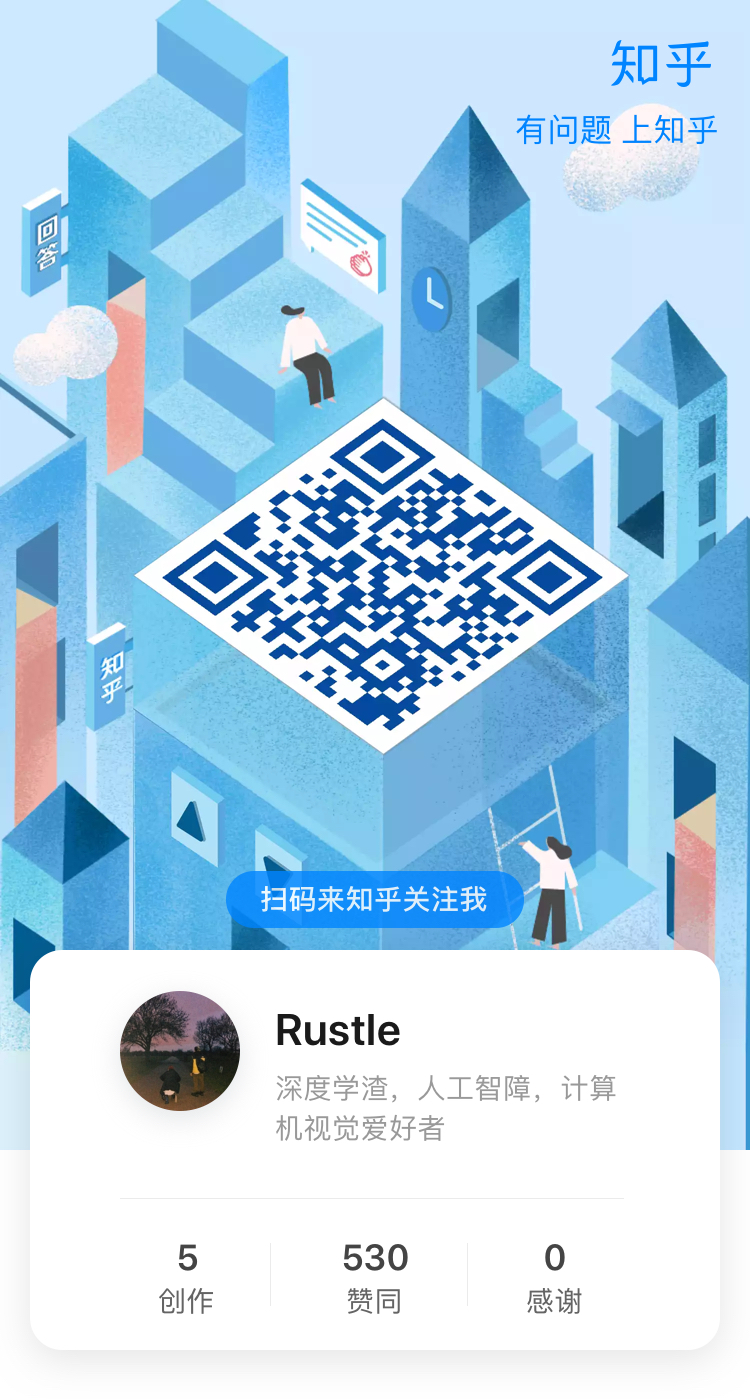 知乎
有问题 上知乎
回答
知乎
扫码来知乎关注我
Rustle
深度学渣，人工智障，计算
机视觉爱好者
5
创作
530
赞同
0
感谢